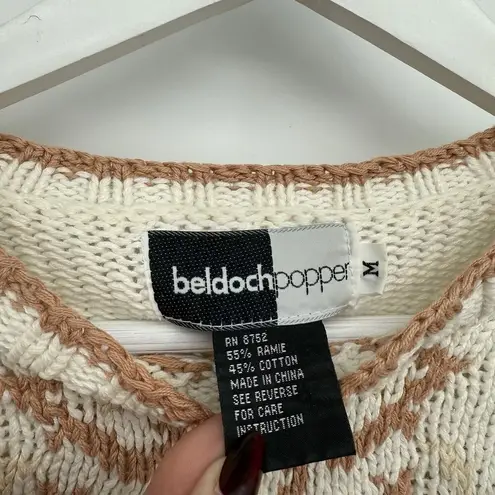 beldochpopper
M
RN 8752
55% RAMIE
45% COTTON
MADE IN CHINA
SEE REVERSE
FOR CARE
INSTRUCTION